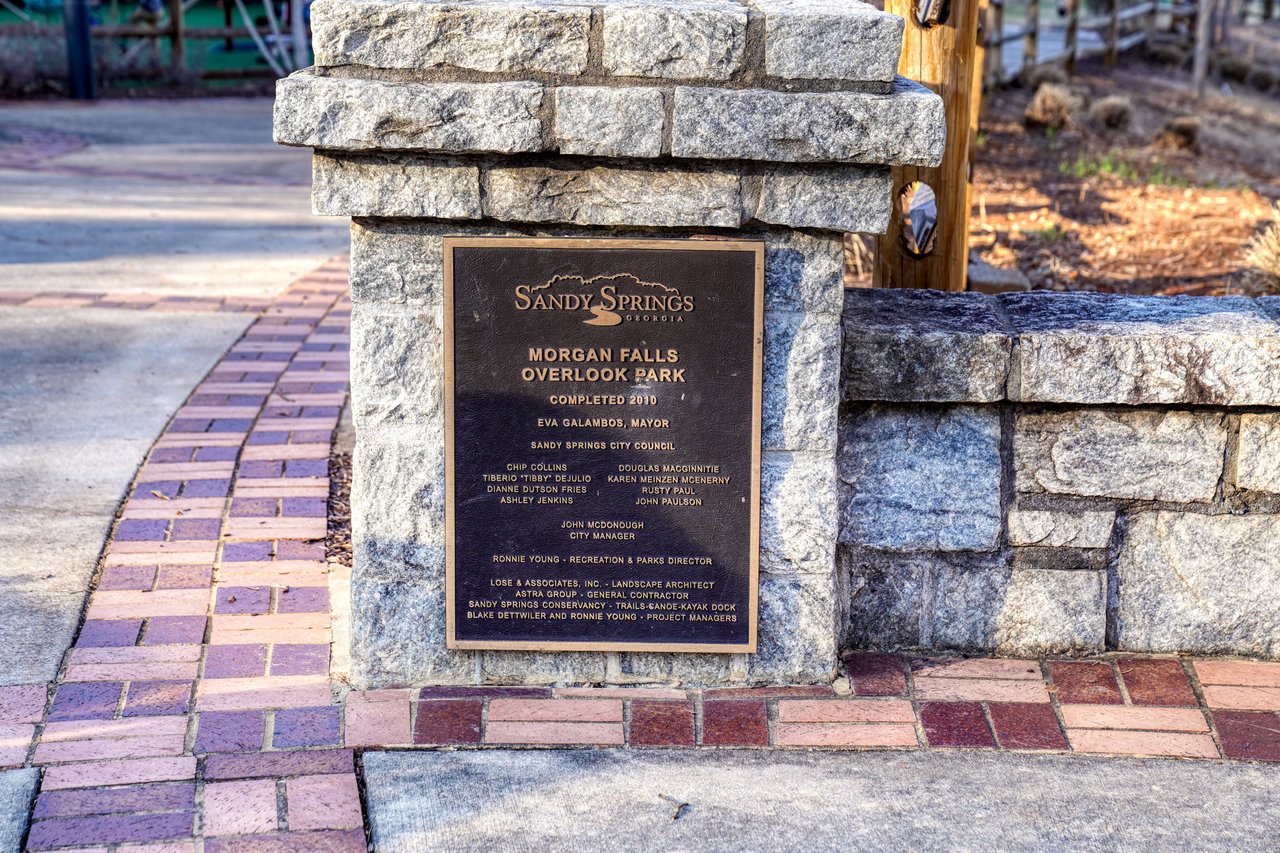 SANDY SPRINGS
GEORGIA
MORGAN FALLS
OVERLOOK PARK
COMPLETED 2010
EVA GALAMBOS, MAYOR
SANDY SPRINGS CITY COUNCIL
CHIP COLLINS
TIBERIO "TIBBY" DEJULIO
DIANNE DUTSON FRIES
ASHLEY JENKINS
DOUGLAS MACGINNITIE
KAREN MEINZEN MCENERNY
RUSTY PAUL
JOHN PAULSON
JOHN MCDONOUGH
CITY MANAGER
RONNIE YOUNG - RECREATION & PARKS DIRECTOR
LOSE & ASSOCIATES, INC. - LANDSCAPE ARCHITECT
ASTRA GROUP - GENERAL CONTRACTOR
SANDY SPRINGS CONSERVANCY - TRAILS-CANOE-KAYAK DOCK
BLAKE DETTWILER AND RONNIE YOUNG - PROJECT MANAGERS